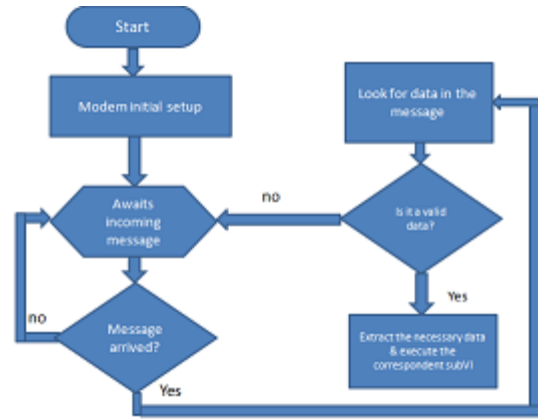 Start
Modem initial setup
Awaits
incoming
message
no
Message
arrived?
Yes
Look for data in the
message
Is it a valid
data?
no
Yes
Extract the necessary data
& execute the
correspondent subVI